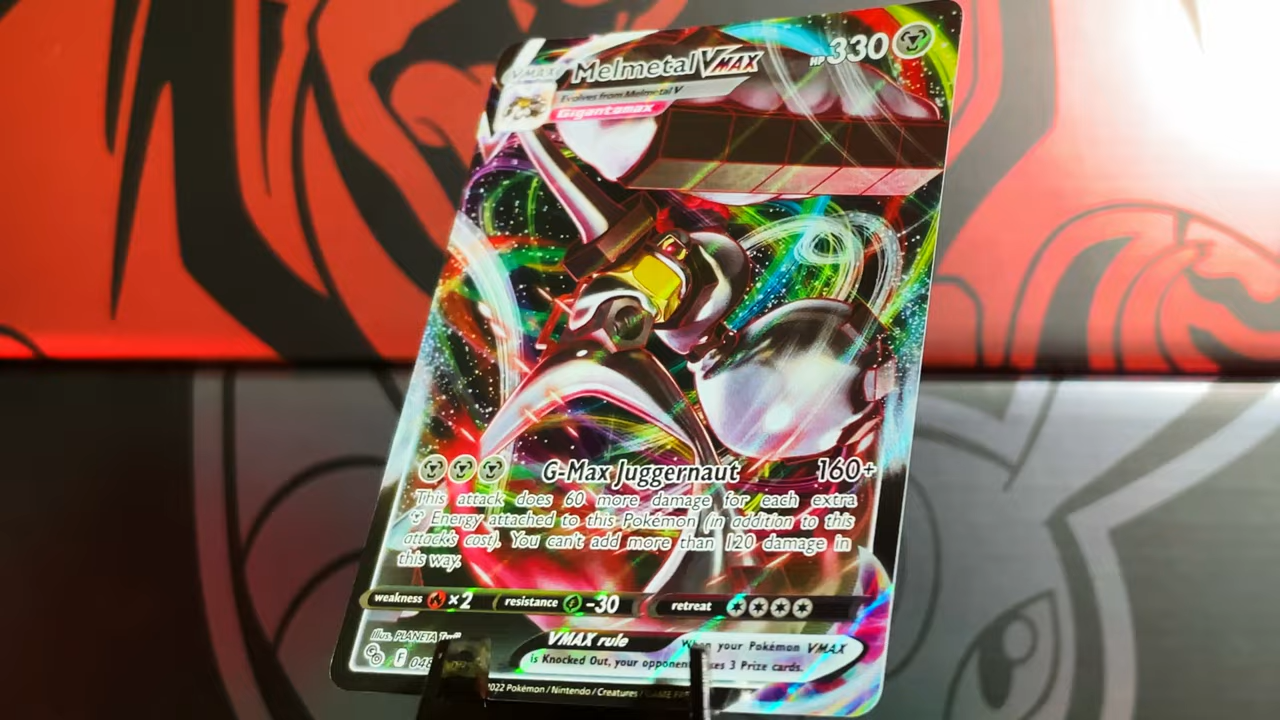 VMAX
Melmetal VMAX
HP 330
Evolves from Melmetal V
Gigantamax
G-Max Juggernaut 160+
This attack does 60 more damage for each extra
Energy attached to this Pokémon (in addition to this
attack's cost). You can't add more than 120 damage in
this way.
weakness ×2 resistance -30 retreat
Illus. PLANETA
VMAX rule When your Pokémon VMAX
is Knocked Out, your opponent 3 Prize cards.
F
2022 Pokémon / Nintendo / Creatures /